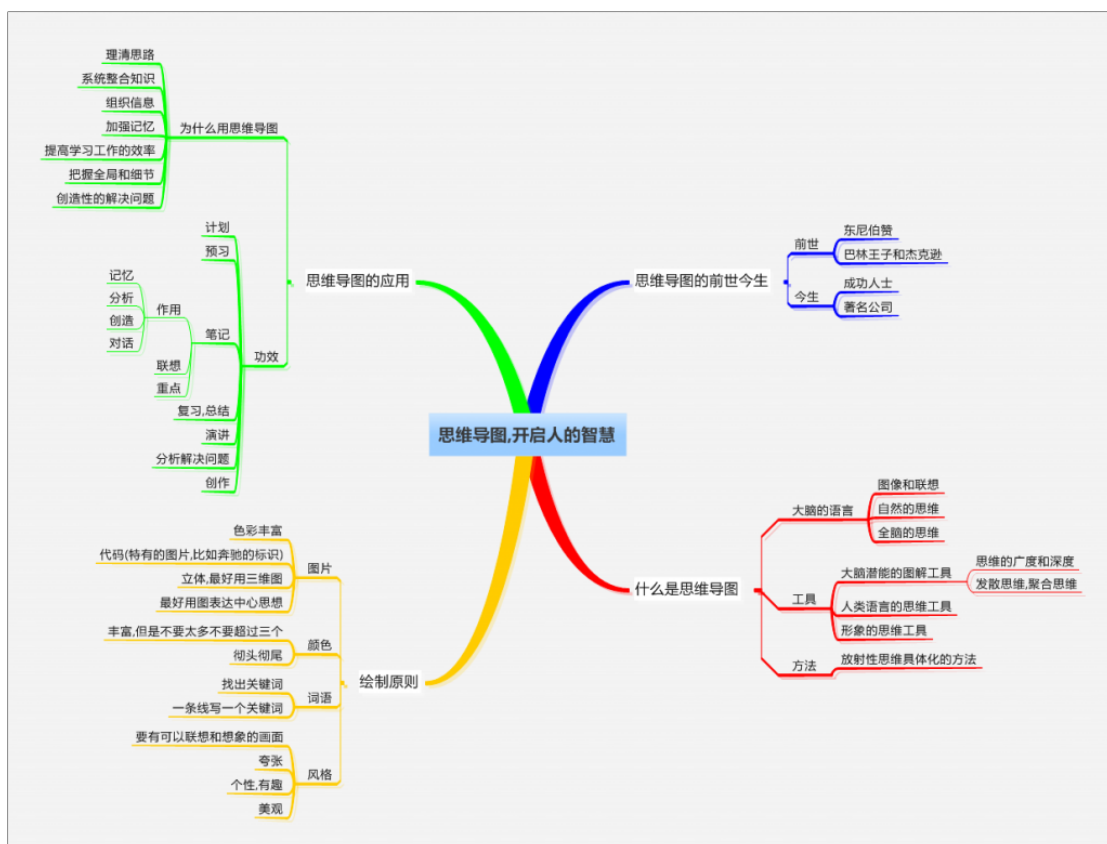 思维导图,开启人的智慧
思维导图的前世今生
前世
东尼伯赞
巴林王子和杰克逊
今生
成功人士
著名公司
什么是思维导图
大脑的语言
图像和联想
自然的思维
全脑的思维
工具
大脑潜能的图解工具
思维的广度和深度
发散思维,聚合思维
人类语言的思维工具
形象的思维工具
方法
放射性思维具体化的方法
绘制原则
图片
色彩丰富
代码(特有的图片,比如奔驰的标识)
立体,最好用三维图
最好用图表达中心思想
颜色
丰富,但是不要太多不要超过三个
彻头彻尾
词语
找出关键词
一条线写一个关键词
风格
要有可以联想和想象的画面
夸张
个性,有趣
美观
思维导图的应用
为什么用思维导图
理清思路
系统整合知识
组织信息
加强记忆
提高学习工作的效率
把握全局和细节
创造性的解决问题
功效
计划
预习
笔记
作用
记忆
分析
创造
对话
联想
重点
复习,总结
演讲
分析解决问题
创作